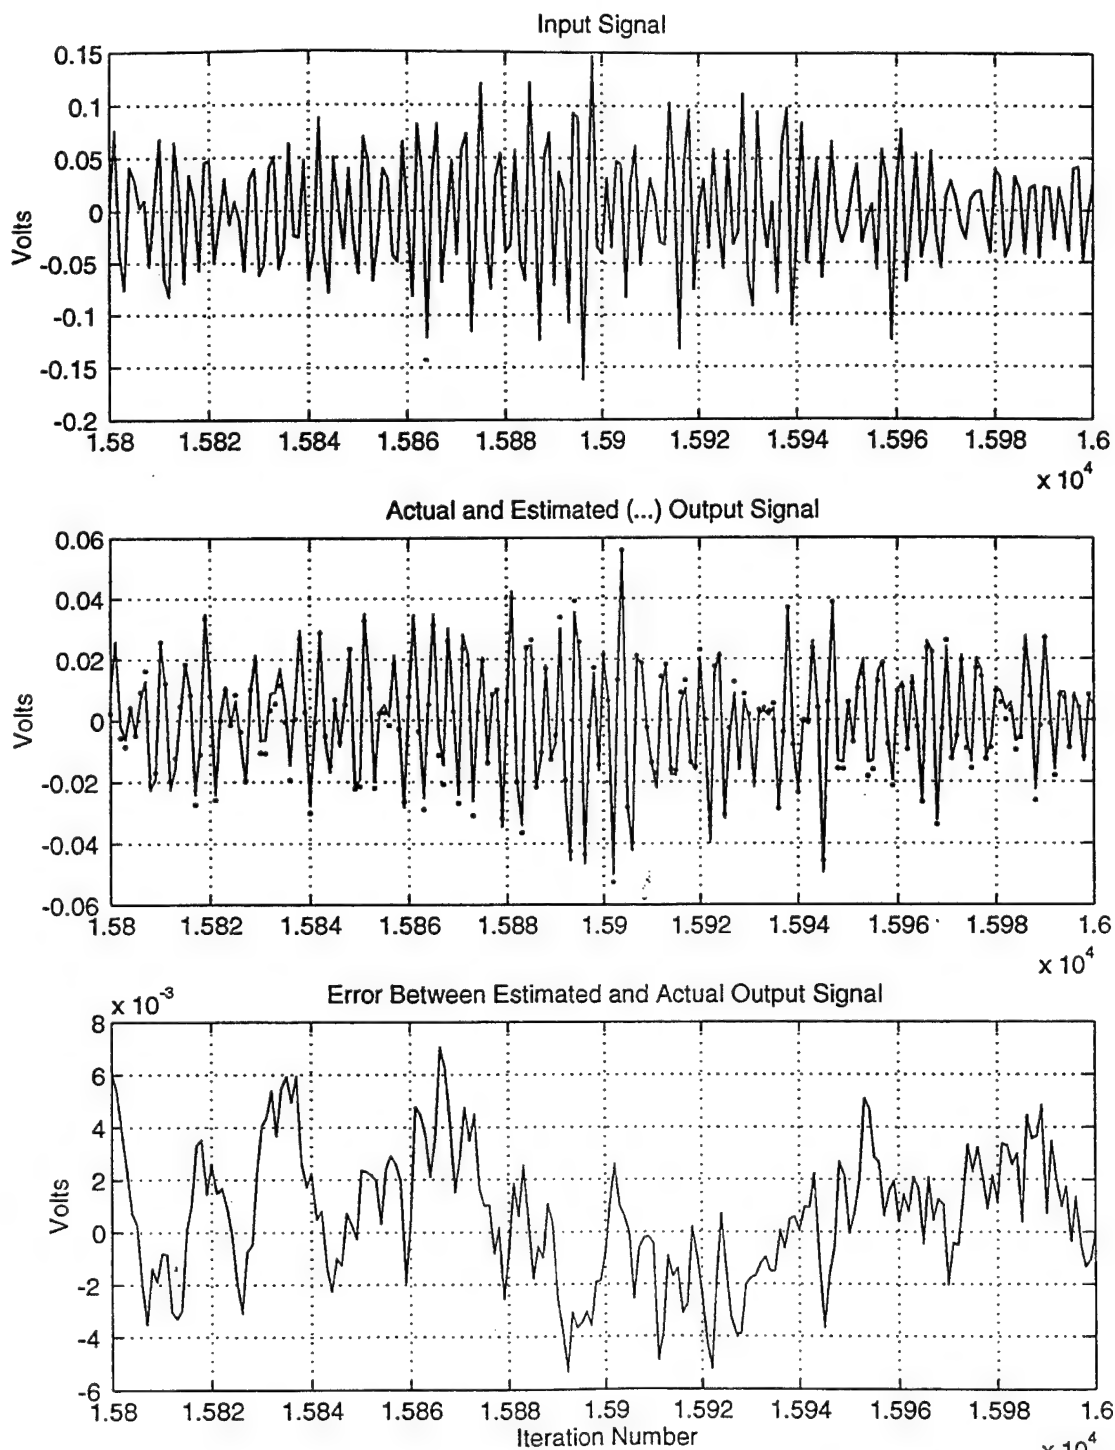 Input Signal
0.15
0.1
0.05
0
-0.05
-0.1
-0.15
-0.2
Volts
1.58 1.582 1.584 1.586 1.588 1.59 1.592 1.594 1.596 1.598 1.6
x 10^4
Actual and Estimated (...) Output Signal
0.06
0.04
0.02
0
-0.02
-0.04
-0.06
Volts
1.58 1.582 1.584 1.586 1.588 1.59 1.592 1.594 1.596 1.598 1.6
x 10^4
x 10^-3
Error Between Estimated and Actual Output Signal
8
6
4
2
0
-2
-4
-6
Volts
1.58 1.582 1.584 1.586 1.588 1.59 1.592 1.594 1.596 1.598 1.6
Iteration Number
x 10^4